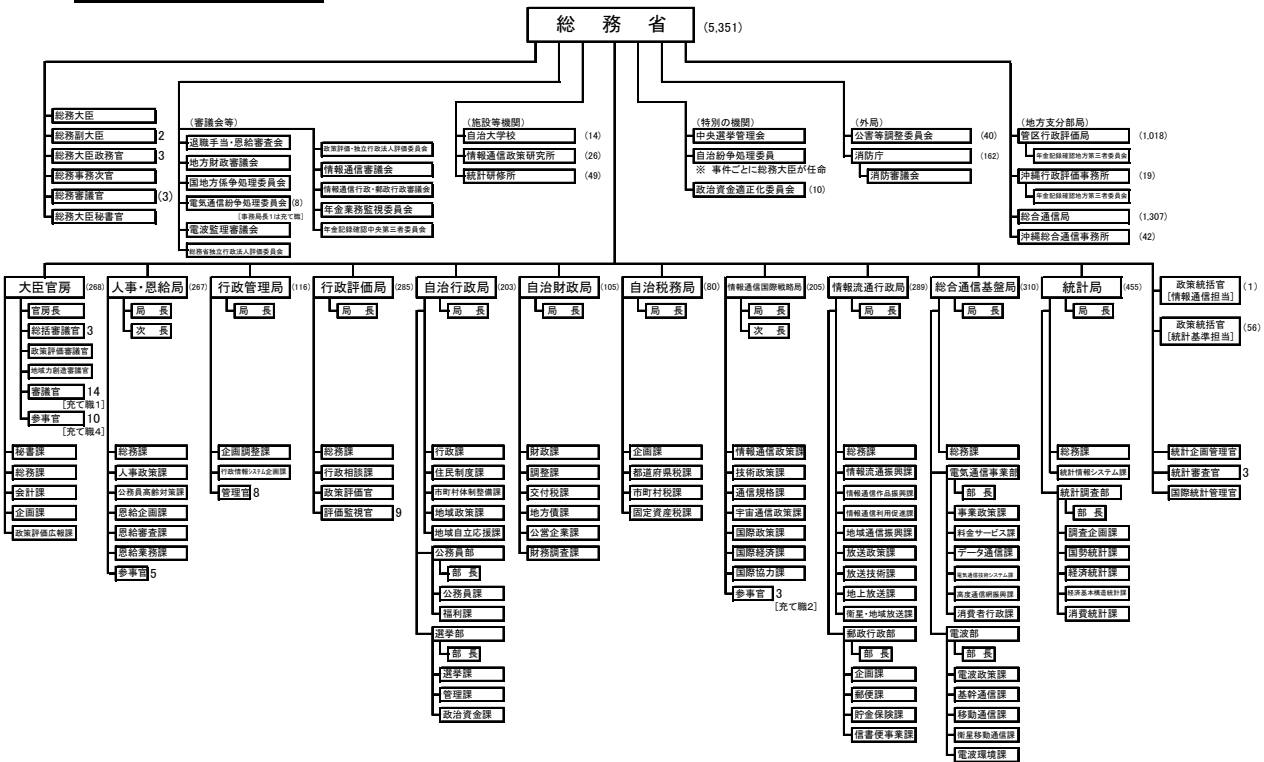 総務省 (5,351)
総務大臣
総務副大臣 2
総務大臣政務官 3
総務事務次官
総務審議官 (3)
総務大臣秘書官
(審議会等)
退職手当・恩給審査会
地方財政審議会
国地方係争処理委員会
電気通信紛争処理委員会 (8)
[事務局長1は充て職]
電波監理審議会
総務省独立行政法人評価委員会
政策評価・独立行政法人評価委員会
情報通信審議会
情報通信行政・郵政行政審議会
年金業務監視委員会
年金記録確認中央第三者委員会
(施設等機関)
自治大学校 (14)
情報通信政策研究所 (26)
統計研修所 (49)
(特別の機関)
中央選挙管理会
自治紛争処理委員
※ 事件ごとに総務大臣が任命
政治資金適正化委員会 (10)
(外局)
公害等調整委員会 (40)
消防庁 (162)
消防審議会
(地方支分部局)
管区行政評価局 (1,018)
年金記録確認地方第三者委員会
沖縄行政評価事務所 (19)
年金記録確認地方第三者委員会
総合通信局 (1,307)
沖縄総合通信事務所 (42)
大臣官房 (268)
官房長
総括審議官 3
政策評価審議官
地域力創造審議官
審議官 14
[充て職1]
参事官 10
[充て職4]
秘書課
総務課
会計課
企画課
政策評価広報課
人事・恩給局 (267)
局 長
次 長
総務課
人事政策課
公務員高齢対策課
恩給企画課
恩給審査課
恩給業務課
参事官 5
行政管理局 (116)
局 長
企画調整課
行政情報システム企画課
管理官 8
行政評価局 (285)
局 長
総務課
行政相談課
政策評価官
評価監視官 9
自治行政局 (203)
局 長
行政課
住民制度課
市町村体制整備課
地域政策課
地域自立応援課
公務員部
部 長
公務員課
福利課
選挙部
部 長
選挙課
管理課
政治資金課
自治財政局 (105)
局 長
財政課
調整課
交付税課
地方債課
公営企業課
財務調査課
自治税務局 (80)
局 長
企画課
都道府県税課
市町村税課
固定資産税課
情報通信国際戦略局 (205)
局 長
次 長
情報通信政策課
技術政策課
通信規格課
宇宙通信政策課
国際政策課
国際経済課
国際協力課
参事官 3
[充て職2]
情報流通行政局 (289)
局 長
総務課
情報流通振興課
情報通信作品振興課
情報通信利用促進課
地域通信振興課
放送政策課
放送技術課
地上放送課
衛星・地域放送課
郵政行政部
部 長
企画課
郵便課
貯金保険課
信書便事業課
総合通信基盤局 (310)
局 長
総務課
電気通信事業部
部 長
事業政策課
料金サービス課
データ通信課
電気通信技術システム課
高度通信網振興課
消費者行政課
電波部
部 長
電波政策課
基幹通信課
移動通信課
衛星移動通信課
電波環境課
統計局 (455)
局 長
総務課
統計情報システム課
統計調査部
部 長
調査企画課
国勢統計課
経済統計課
経済基本構造統計課
消費統計課
政策統括官
[情報通信担当] (1)
政策統括官
[統計基準担当] (56)
統計企画管理官
統計審査官 3
国際統計管理官